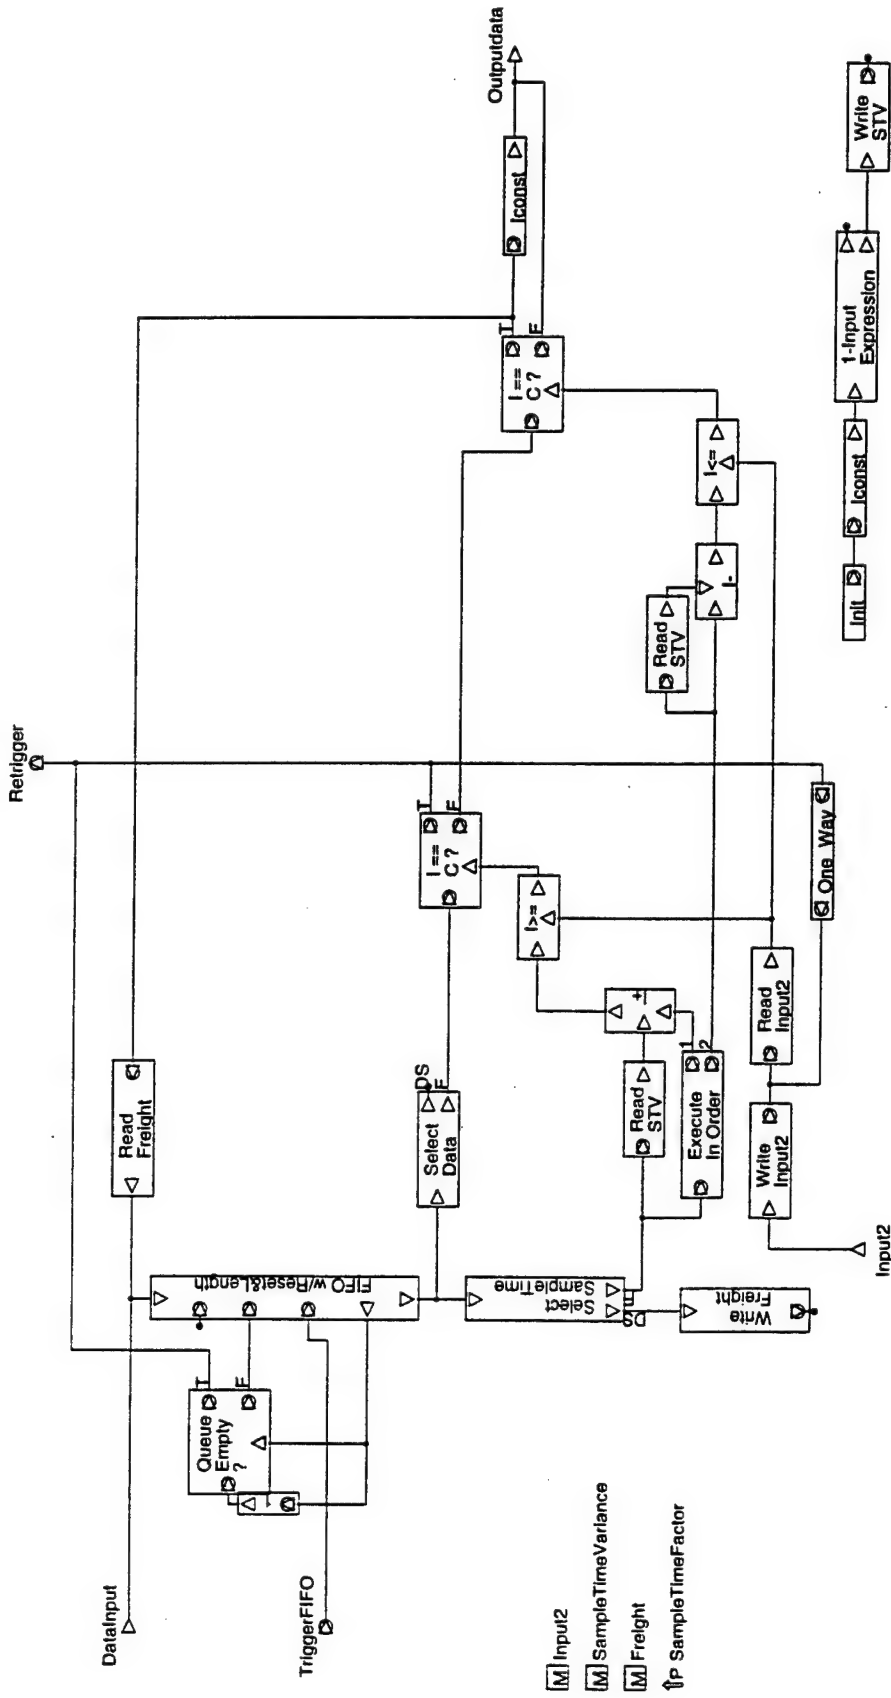 DataInput
TriggerFIFO
Queue
Empty
?
T
F
FIFO w/Reset&Length
Read
Freight
Retrigger
Select
Data
DS
F
Select
SampleTime
DS
F
Write
Freight
I ==
C ?
T
F
I ==
C ?
T
F
Iconst
Outputdata
Read
STV
Execute
In Order
1
2
+
I>=
Read
STV
I-
I<=
Write
Input2
Read
Input2
One Way
Input2
Init
Iconst
1-Input
Expression
Write
STV
M Input2
M SampleTimeVariance
M Freight
⇑P SampleTimeFactor